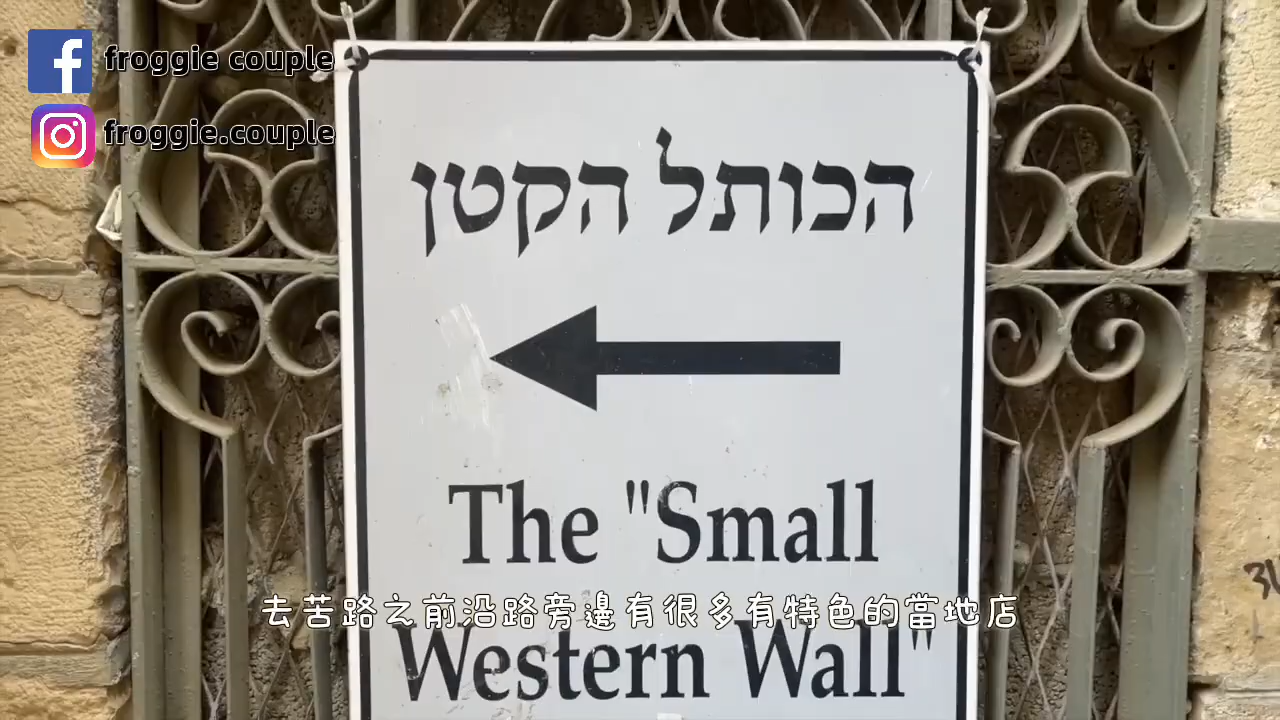 froggie couple
froggie.couple
הכותל הקטן
The "Small
去苦路之前沿路旁邊有很多有特色的當地店
Western Wall"
31